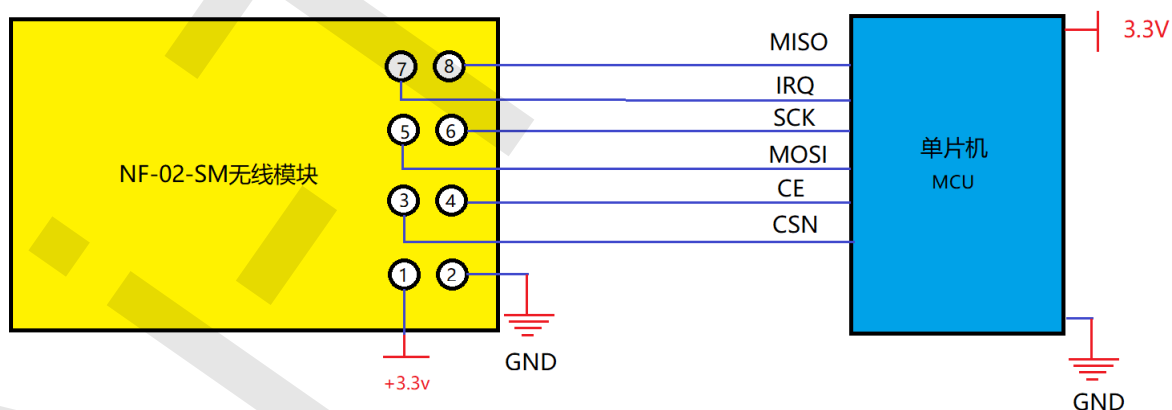 MISO
3.3V
7
8
IRQ
SCK
5
6
MOSI
单片机
MCU
NF-02-SM无线模块
CE
3
4
CSN
1
2
GND
+3.3v
GND